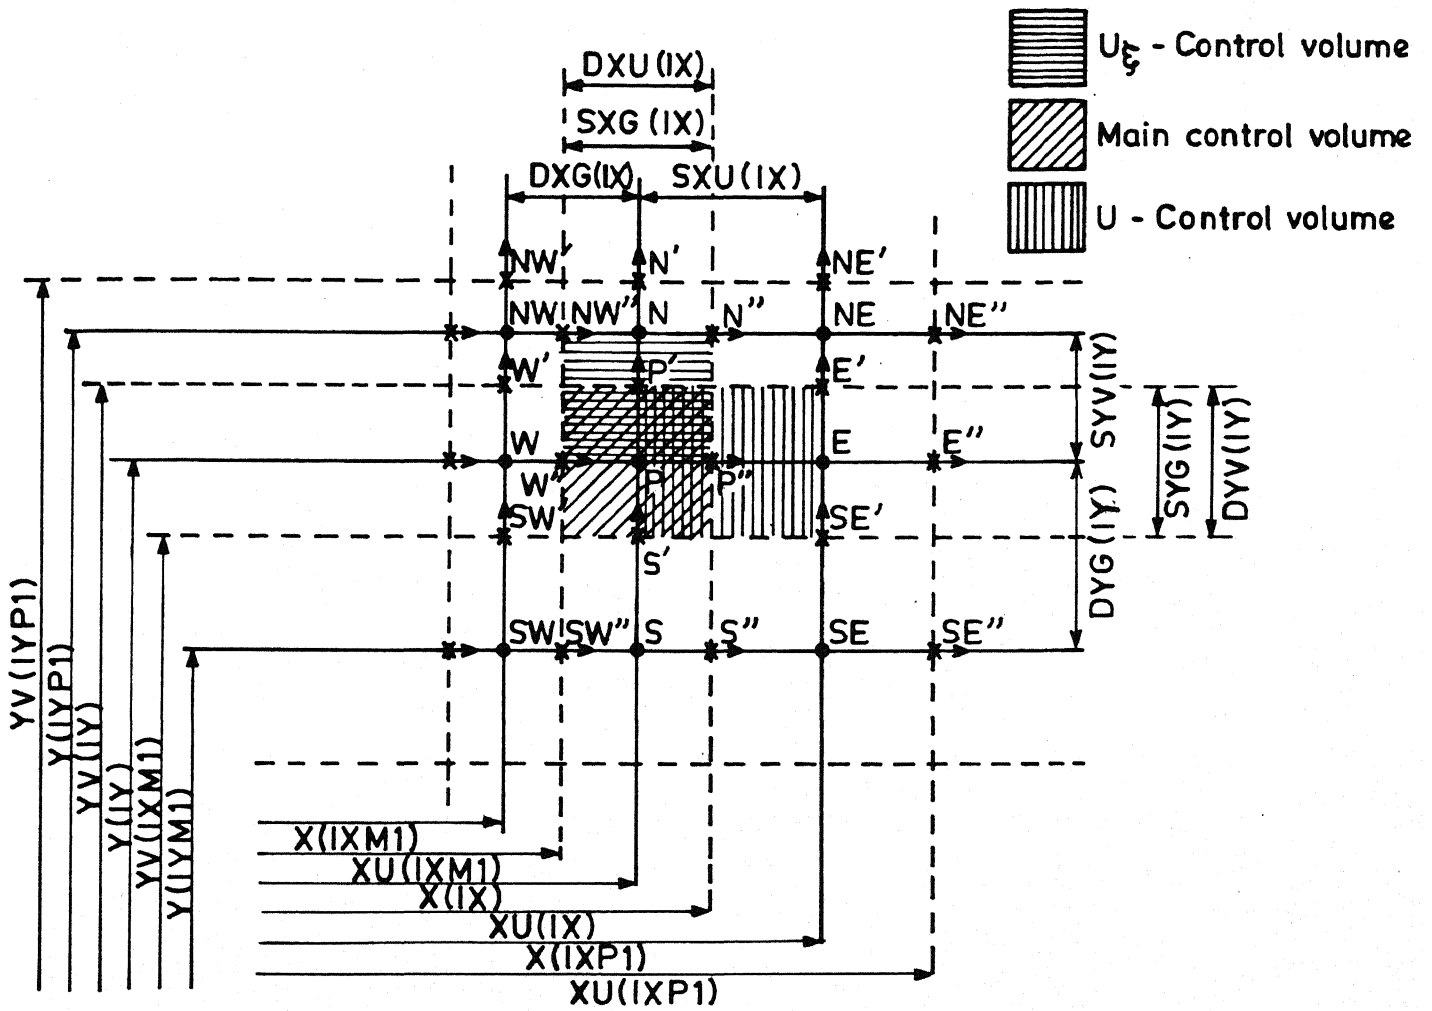 DXU(IX)
SXG(IX)
DXG(IX) SXU(IX)
Uξ - Control volume
Main control volume
U - Control volume
NW' N' NE'
NW NW'' N N'' NE NE''
W' P' E'
W E E''
W'' P P''
SW' SE'
S'
SW SW'' S S'' SE SE''
SYV(IY)
DYG(IY)
SYG(IY)
DYV(IY)
YV(IYP1)
Y(IYP1)
YV(IY)
Y(IY)
YV(IXM1)
Y(IYM1)
X(IXM1)
XU(IXM1)
X(IX)
XU(IX)
X(IXP1)
XU(IXP1)